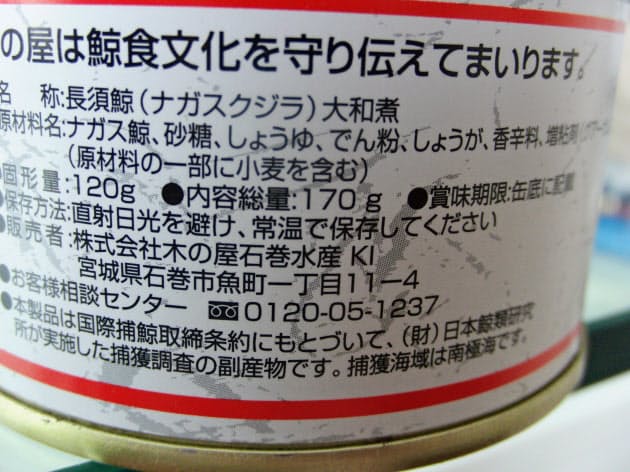 の屋は鯨食文化を守り伝えてまいります。
名　称:長須鯨(ナガスクジラ)大和煮
原材料名:ナガス鯨、砂糖、しょうゆ、でん粉、しょうが、香辛料、増粘剤
(原材料の一部に小麦を含む)
●固形量:120g ●内容総量:170g ●賞味期限:缶底に記載
●保存方法:直射日光を避け、常温で保存してください
●販売者:株式会社木の屋石巻水産 KI
宮城県石巻市魚町一丁目11－4
●お客様相談センター 0120-05-1237
●本製品は国際捕鯨取締条約にもとづいて、(財)日本鯨類研究
所が実施した捕獲調査の副産物です。捕獲海域は南極海です。